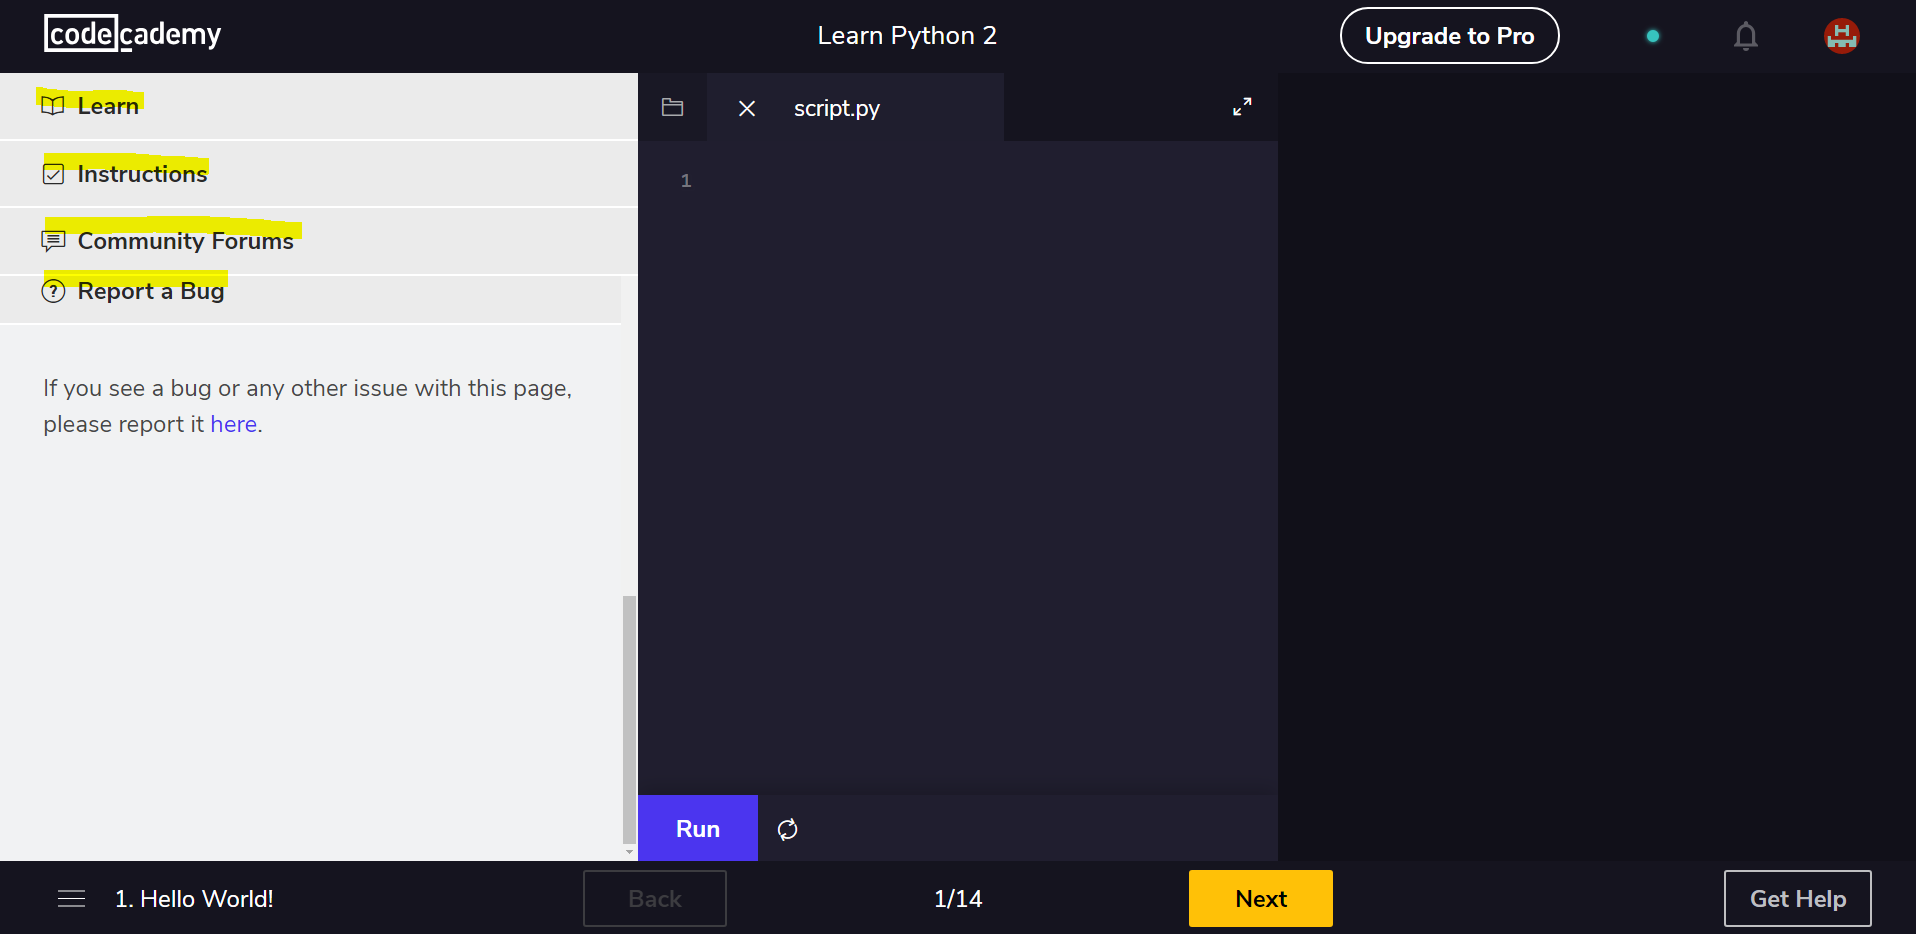 codecademy
Learn Python 2
Upgrade to Pro
Learn
Instructions
Community Forums
Report a Bug
If you see a bug or any other issue with this page,
please report it here.
script.py
1
Run
1. Hello World!
Back
1/14
Next
Get Help